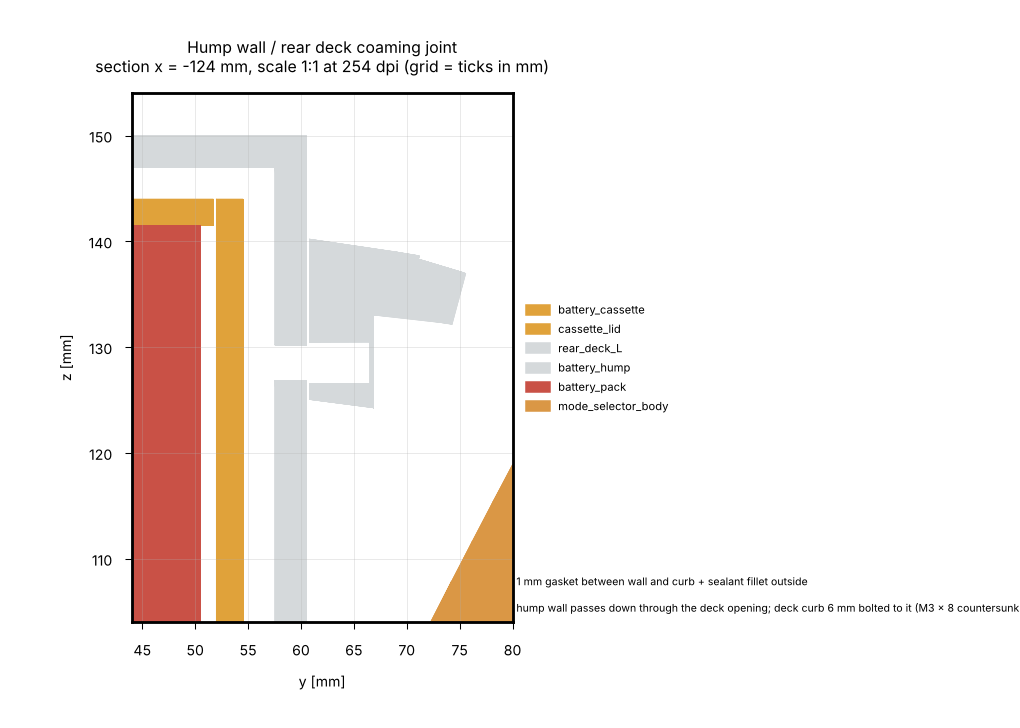 Hump wall / rear deck coaming joint
section x = -124 mm, scale 1:1 at 254 dpi (grid = ticks in mm)
150
140
130
120
110
z [mm]
45 50 55 60 65 70 75 80
y [mm]
battery_cassette
cassette_lid
rear_deck_L
battery_hump
battery_pack
mode_selector_body
1 mm gasket between wall and curb + sealant fillet outside
hump wall passes down through the deck opening; deck curb 6 mm bolted to it (M3 × 8 countersunk